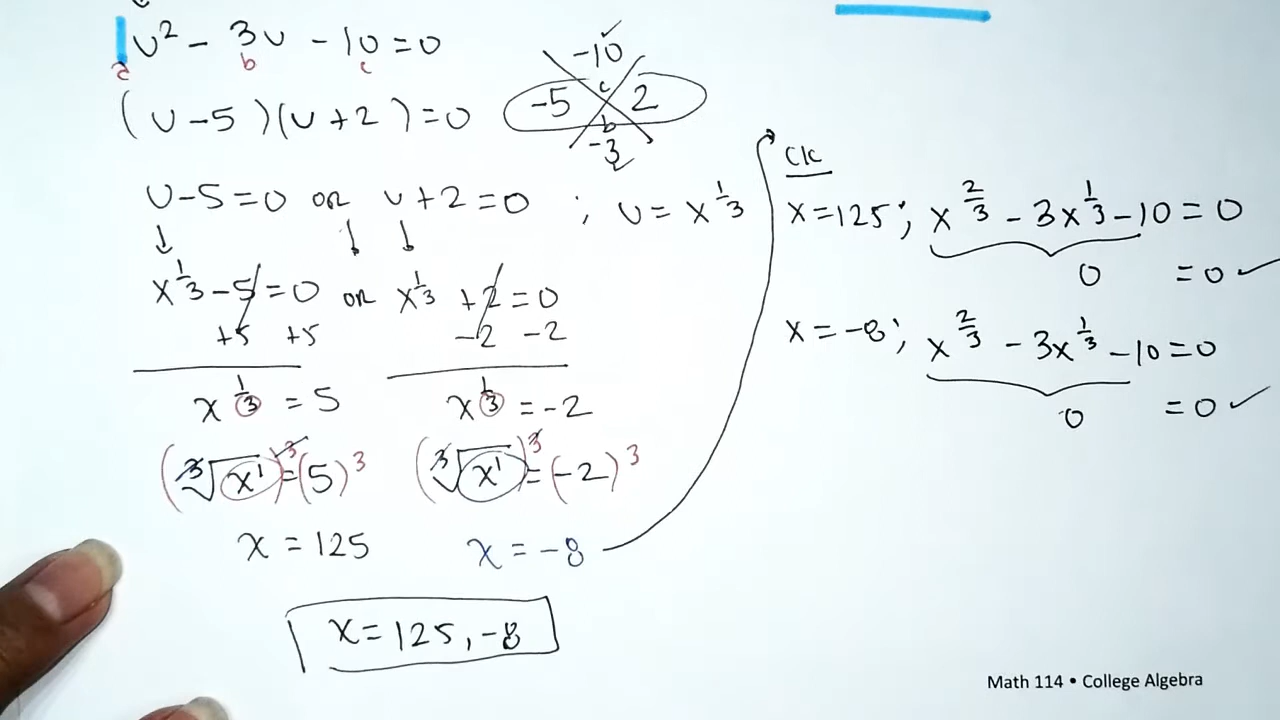 1u² - 3u - 10 = 0
a b c
(u - 5)(u + 2) = 0
-10 ✓
-5 c 2
b
-3 ✓
u - 5 = 0 or u + 2 = 0 ; u = x^(1/3)
↓ ↓ ↓
x^(1/3) - 5 = 0 or x^(1/3) + 2 = 0
+5 +5 -2 -2
x^(1/3) = 5 x^(1/3) = -2
(∛x¹)³ = (5)³ (∛x¹)³ = (-2)³
x = 125 x = -8
x = 125, -8
ck
x = 125; x^(2/3) - 3x^(1/3) - 10 = 0
0 = 0 ✓
x = -8; x^(2/3) - 3x^(1/3) - 10 = 0
0 = 0 ✓
Math 114 • College Algebra